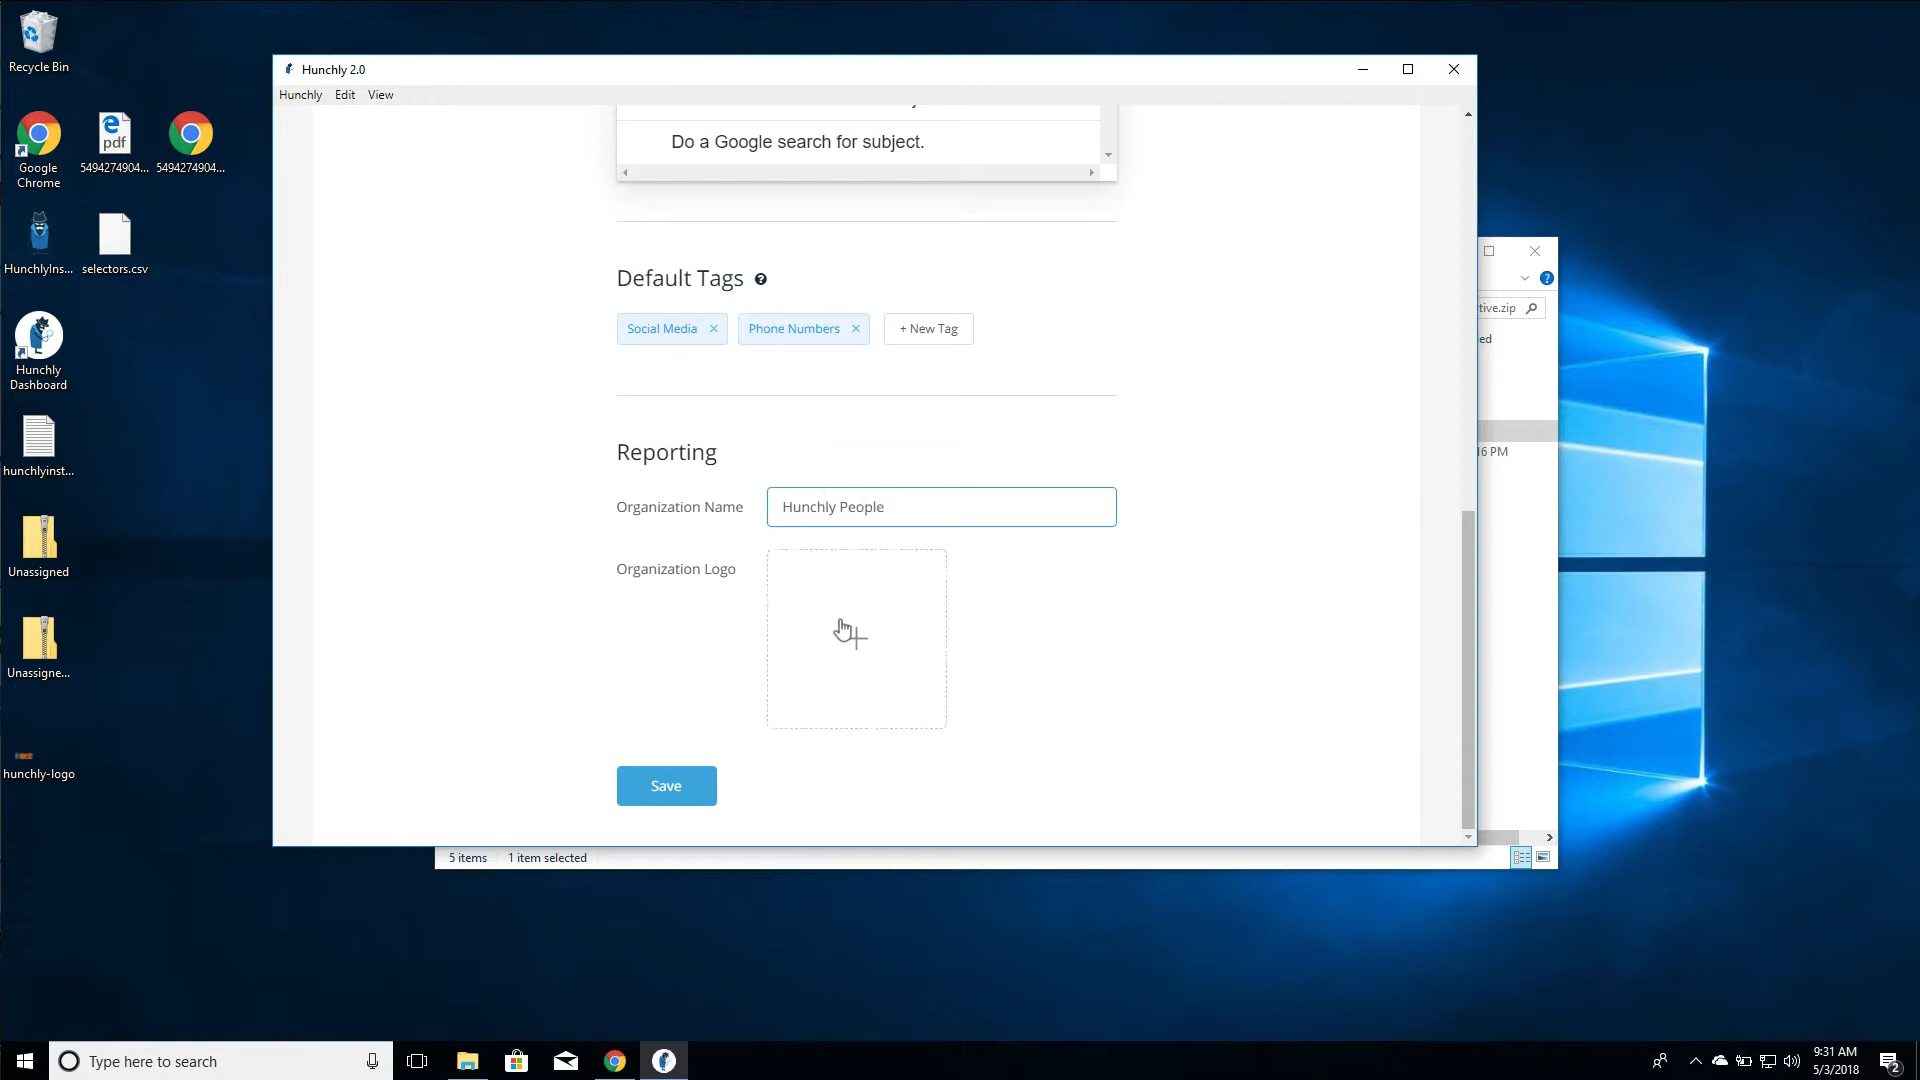 Recycle Bin
Google
Chrome
5494274904...
5494274904...
HunchlyIns...
selectors.csv
Hunchly
Dashboard
hunchlyinst...
Unassigned
Unassigne...
hunchly-logo
Hunchly 2.0
Hunchly Edit View
Do a Google search for subject.
Default Tags ?
Social Media ×
Phone Numbers ×
+ New Tag
Reporting
Organization Name
Hunchly People
Organization Logo
Save
tive.zip
ed
16 PM
5 items 1 item selected
pdf
Type here to search
9:31 AM
5/3/2018
2